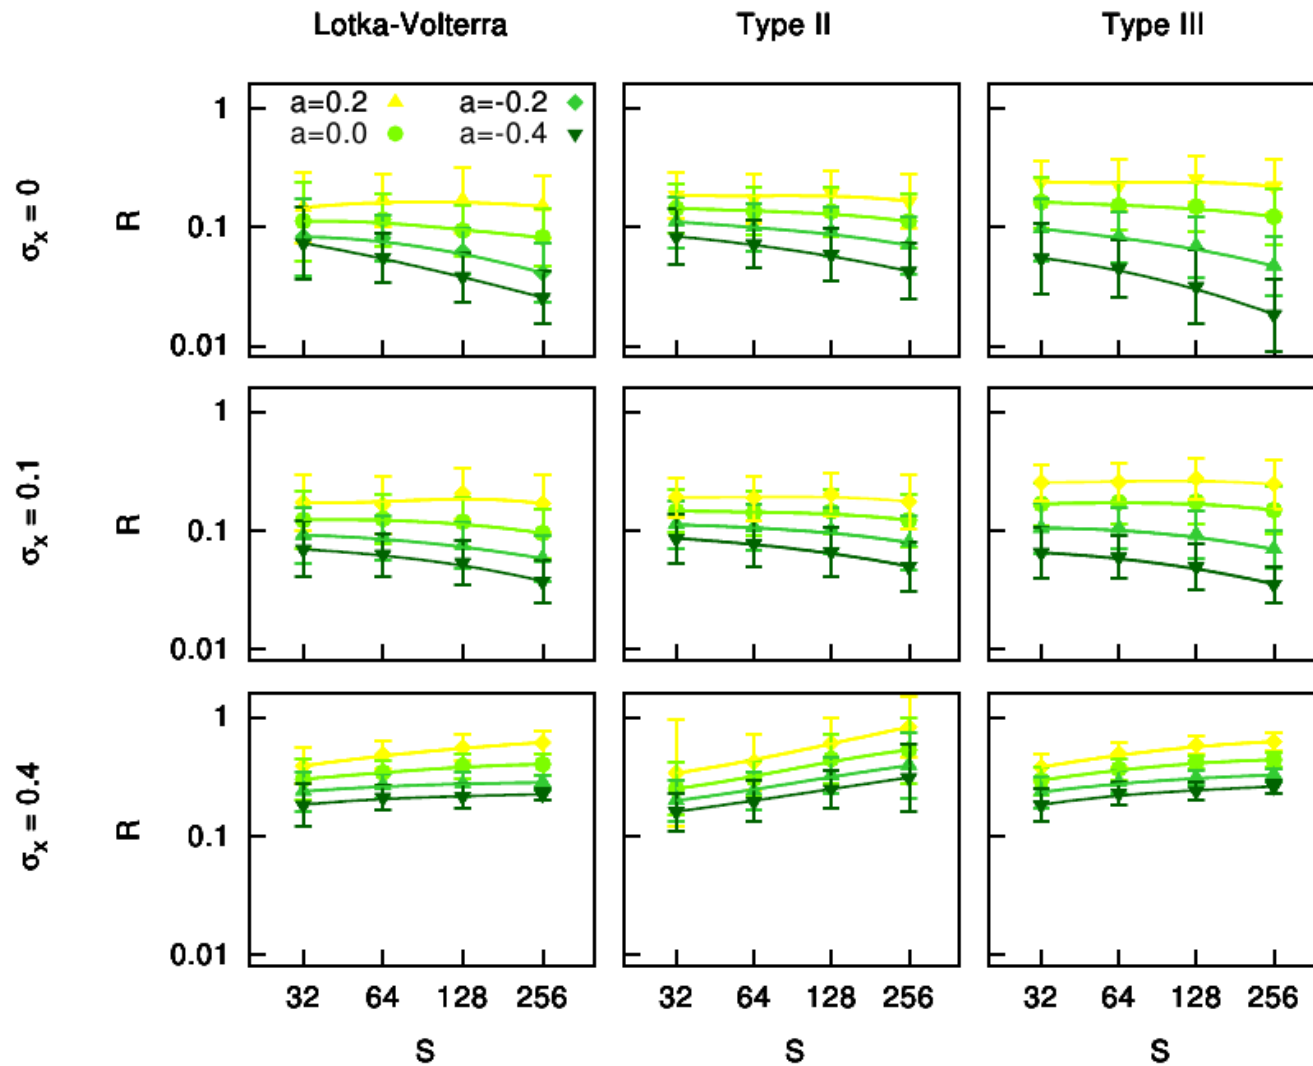 Lotka-Volterra Type II Type III
a=0.2 a=-0.2
a=0.0 a=-0.4
σx = 0
R
1
0.1
0.01
σx = 0.1
R
1
0.1
0.01
σx = 0.4
R
1
0.1
0.01
32 64 128 256 32 64 128 256 32 64 128 256
S S S